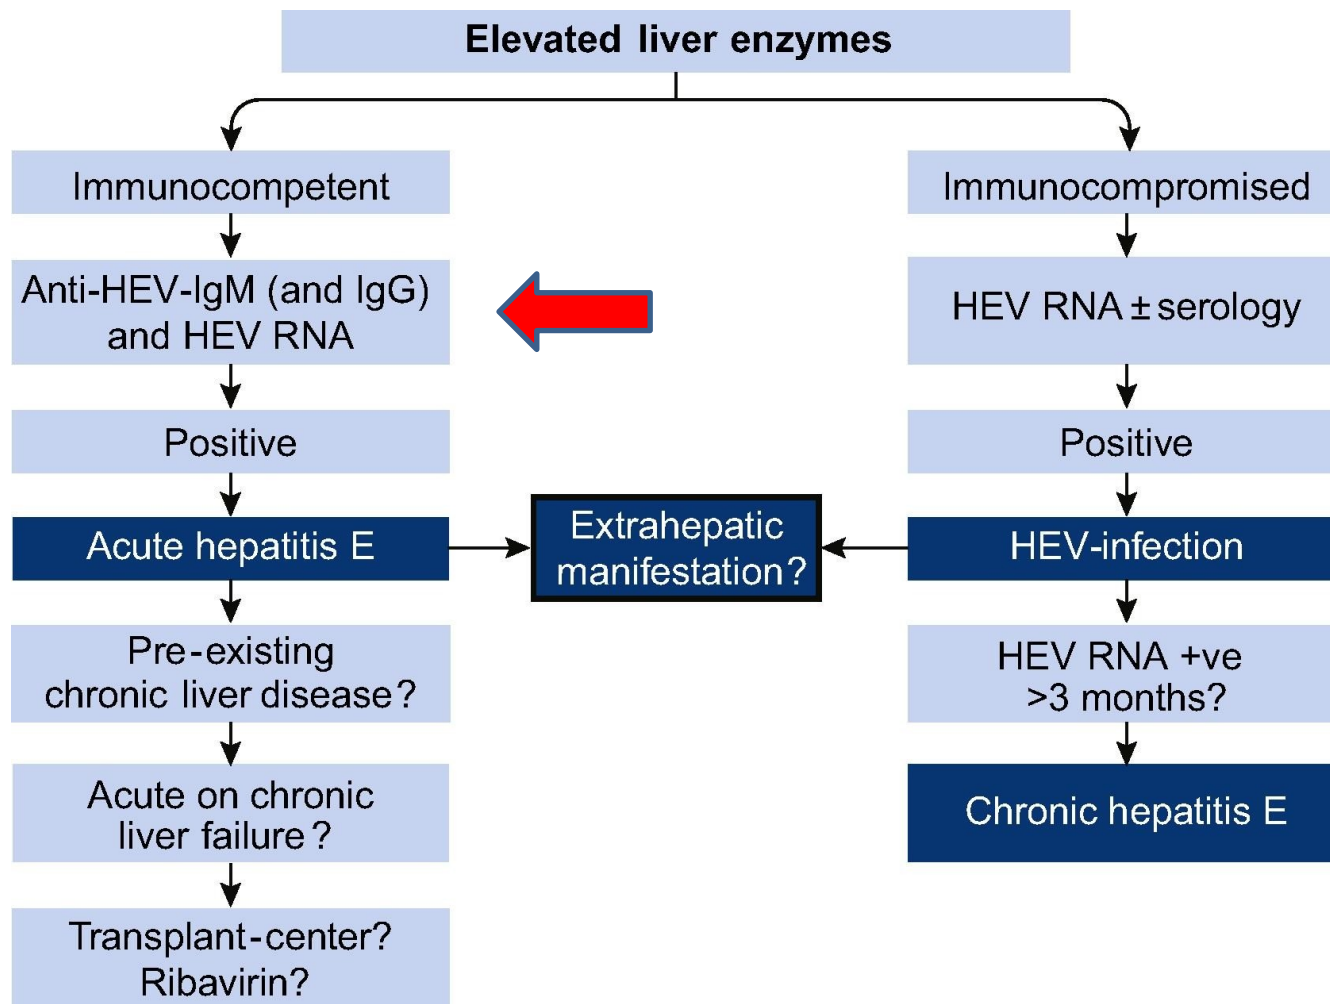 Elevated liver enzymes
Immunocompetent
Anti-HEV-IgM (and IgG)
and HEV RNA
Positive
Acute hepatitis E
Pre-existing
chronic liver disease?
Acute on chronic
liver failure?
Transplant-center?
Ribavirin?
Extrahepatic
manifestation?
Immunocompromised
HEV RNA ± serology
Positive
HEV-infection
HEV RNA +ve
>3 months?
Chronic hepatitis E